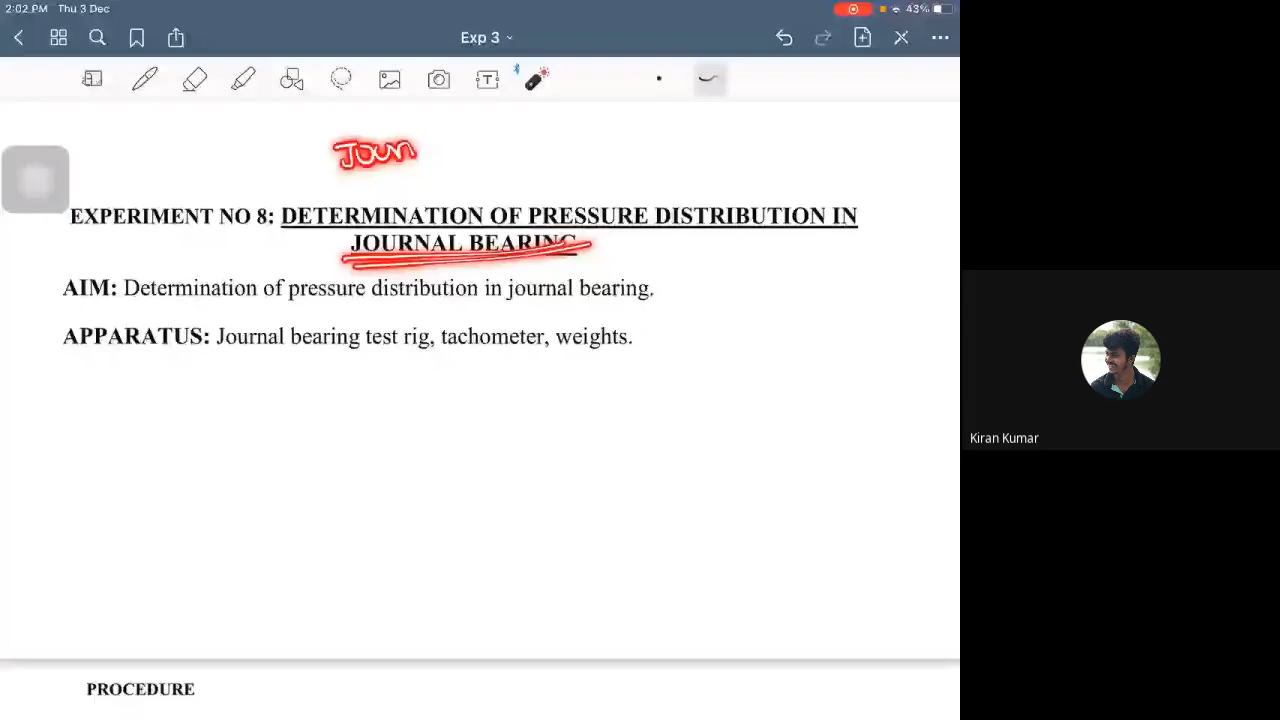 2:02 PM Thu 3 Dec
43%
Exp 3
T
Joun
EXPERIMENT NO 8: DETERMINATION OF PRESSURE DISTRIBUTION IN
JOURNAL BEARING
AIM: Determination of pressure distribution in journal bearing.
APPARATUS: Journal bearing test rig, tachometer, weights.
Kiran Kumar
PROCEDURE